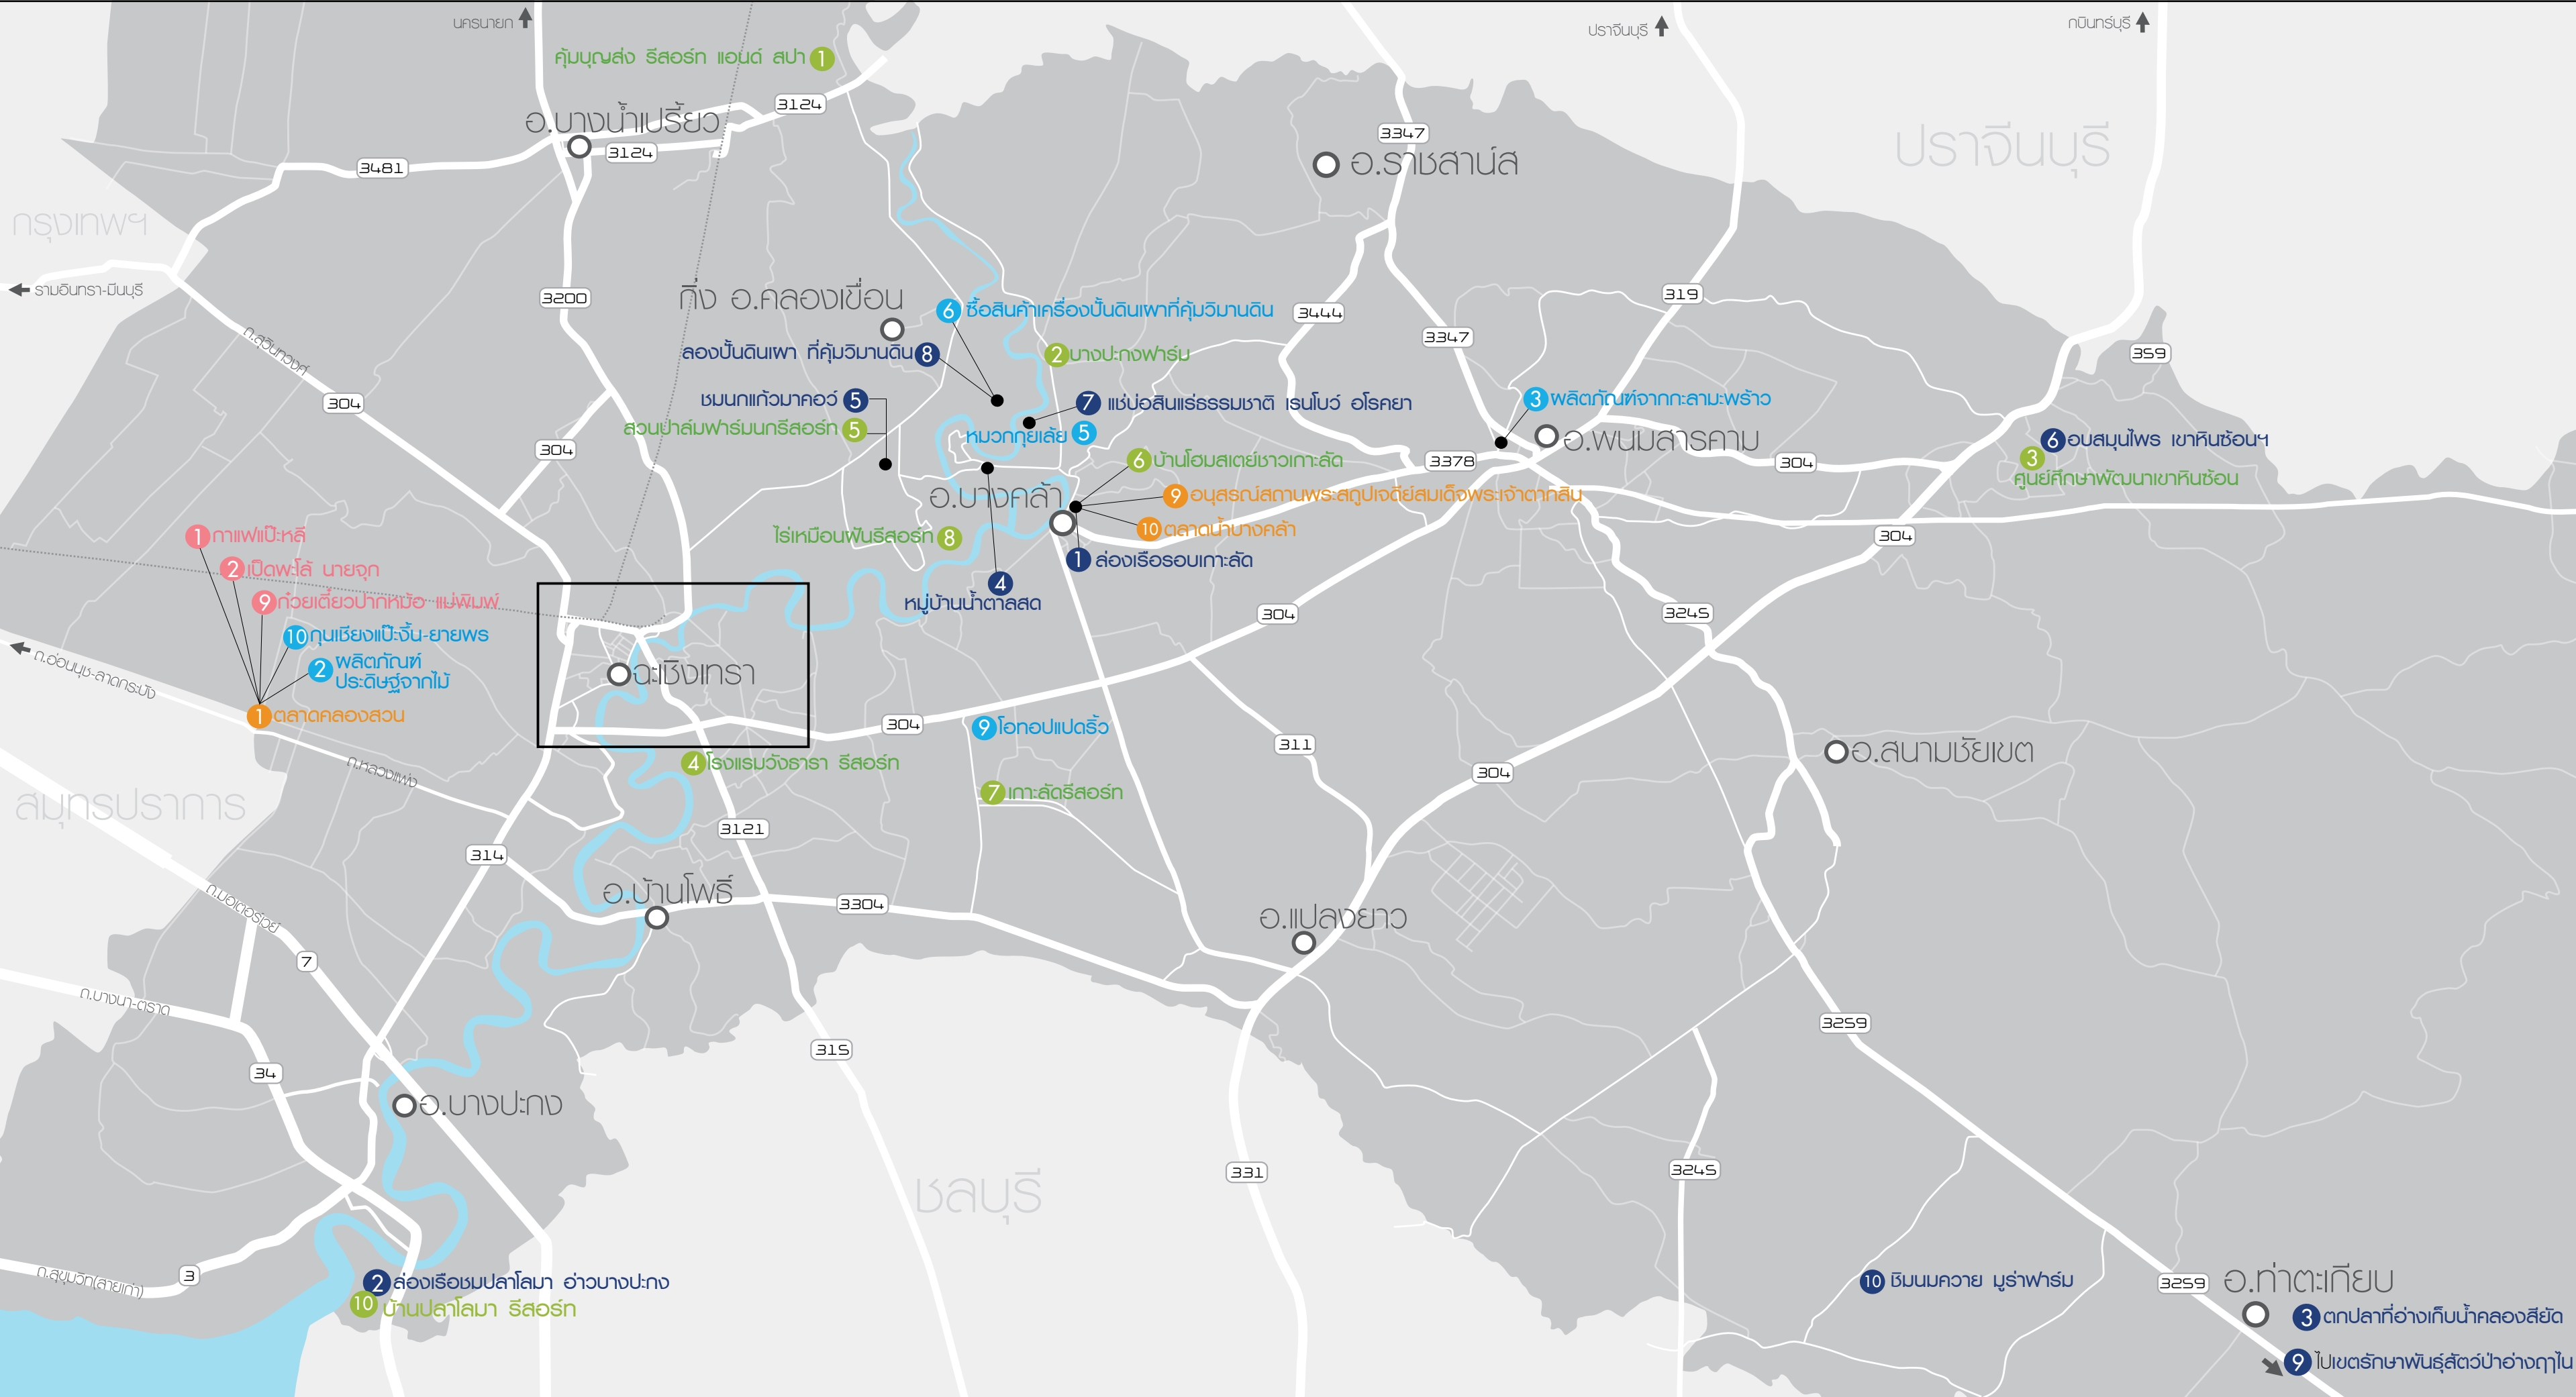 นครนายก
ปราจีนบุรี
กบินทร์บุรี
คุ้มบุญส่ง รีสอร์ท แอนด์ สปา 1
3124
อ.บางน้ำเปรี้ยว
3124
3481
3347
อ.ราชสาน์ส
ปราจีนบุรี
กรุงเทพฯ
รามอินทรา-มีนบุรี
3200
กิ่ง อ.คลองเขื่อน
6 ซื้อสินค้าเครื่องปั้นดินเผาที่คุ้มวิมานดิน
3444
319
3347
ถ.สุวินทวงศ์
ลองปั้นดินเผา ที่คุ้มวิมานดิน 8
2 บางปะกงฟาร์ม
359
304
ชมนกแก้วมาคอว์ 5
7 แช่บ่อสินแร่ธรรมชาติ เรนโบว์ อโรคยา
3 ผลิตภัณฑ์จากกะลามะพร้าว
สวนปาล์มฟาร์มนกรีสอร์ท 5
หมวกกุยเล้ย 5
อ.พนมสารคาม
6 อบสมุนไพร เขาหินซ้อนฯ
304
6 บ้านโฮมสเตย์ชาวเกาะลัด
3378
304
3
ศูนย์ศึกษาพัฒนาเขาหินซ้อน
อ.บางคล้า
9 อนุสรณ์สถานพระสถูปเจดีย์สมเด็จพระเจ้าตากสิน
10 ตลาดน้ำบางคล้า
1 กาแฟแป๊ะหลี
ไร่เหมือนฝันรีสอร์ท 8
304
1 ล่องเรือรอบเกาะลัด
2 เป็ดพะโล้ นายจุก
4
หมู่บ้านน้ำตาลสด
9 ก๋วยเตี๋ยวปากหม้อ แม่พิมพ์
304
3245
10 กุนเชียงแป๊ะงื้น-ยายพร
2 ผลิตภัณฑ์
ประดิษฐ์จากไม้
ถ.อ่อนนุช-ลาดกระบัง
ฉะเชิงเทรา
1 ตลาดคลองสวน
304
9 โอทอปแปดริ้ว
311
อ.สนามชัยเขต
ถ.หลวงแพ่ง
4 โรงแรมวังธารา รีสอร์ท
304
7 เกาะลัดรีสอร์ท
สมุทรปราการ
3121
314
อ.บ้านโพธิ์
3304
อ.แปลงยาว
ถ.มอเตอร์เวย์
7
ถ.บางนา-ตราด
3259
315
34
อ.บางปะกง
331
3245
ชลบุรี
ถ.สุขุมวิท(สายเก่า)
3
2 ล่องเรือชมปลาโลมา อ่าวบางปะกง
10 บ้านปลาโลมา รีสอร์ท
10 ชิมนมควาย มูร่าฟาร์ม
3259
อ.ท่าตะเกียบ
3 ตกปลาที่อ่างเก็บน้ำคลองสียัด
9 ไปเขตรักษาพันธุ์สัตว์ป่าอ่างฤๅไน